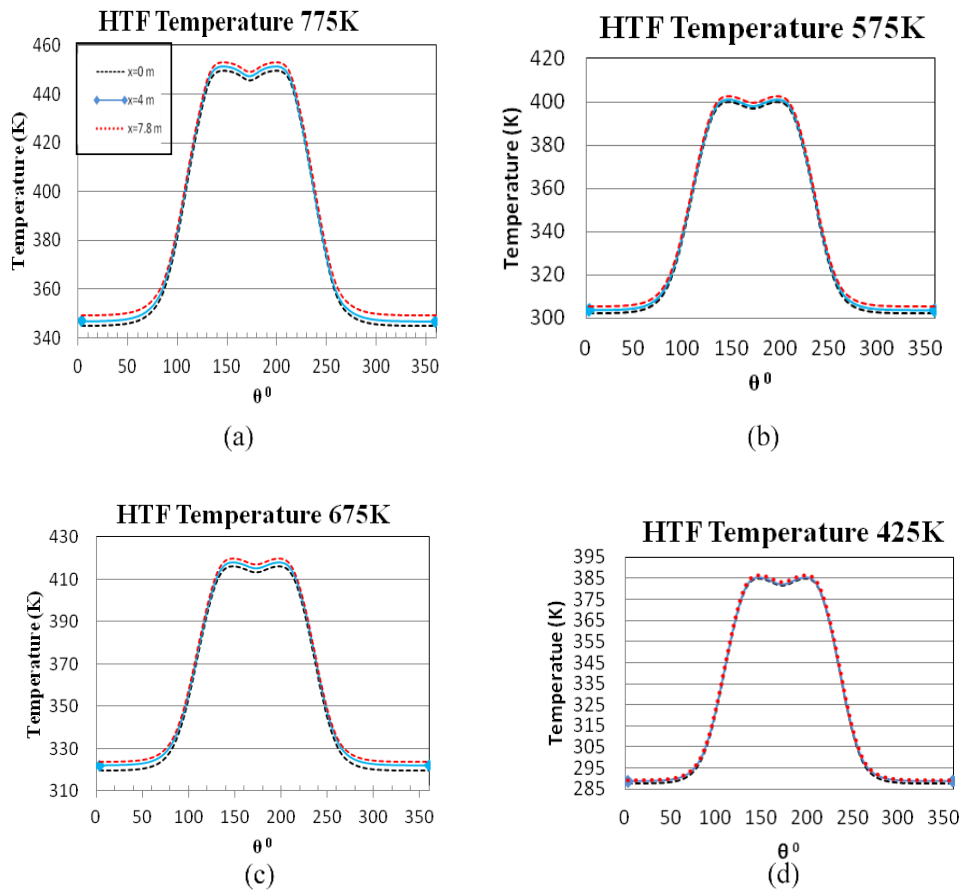 HTF Temperature 775K
Temperature (K)
460
440
420
400
380
360
340
x=0 m
x=4 m
x=7.8 m
0 50 100 150 200 250 300 350
θ⁰
(a)
HTF Temperature 575K
Temperature (K)
420
400
380
360
340
320
300
0 50 100 150 200 250 300 350
θ⁰
(b)
HTF Temperature 675K
Temperature (K)
430
410
390
370
350
330
310
0 50 100 150 200 250 300 350
θ⁰
(c)
HTF Temperature 425K
Temperatue (K)
395
385
375
365
355
345
335
325
315
305
295
285
0 50 100 150 200 250 300 350
θ⁰
(d)